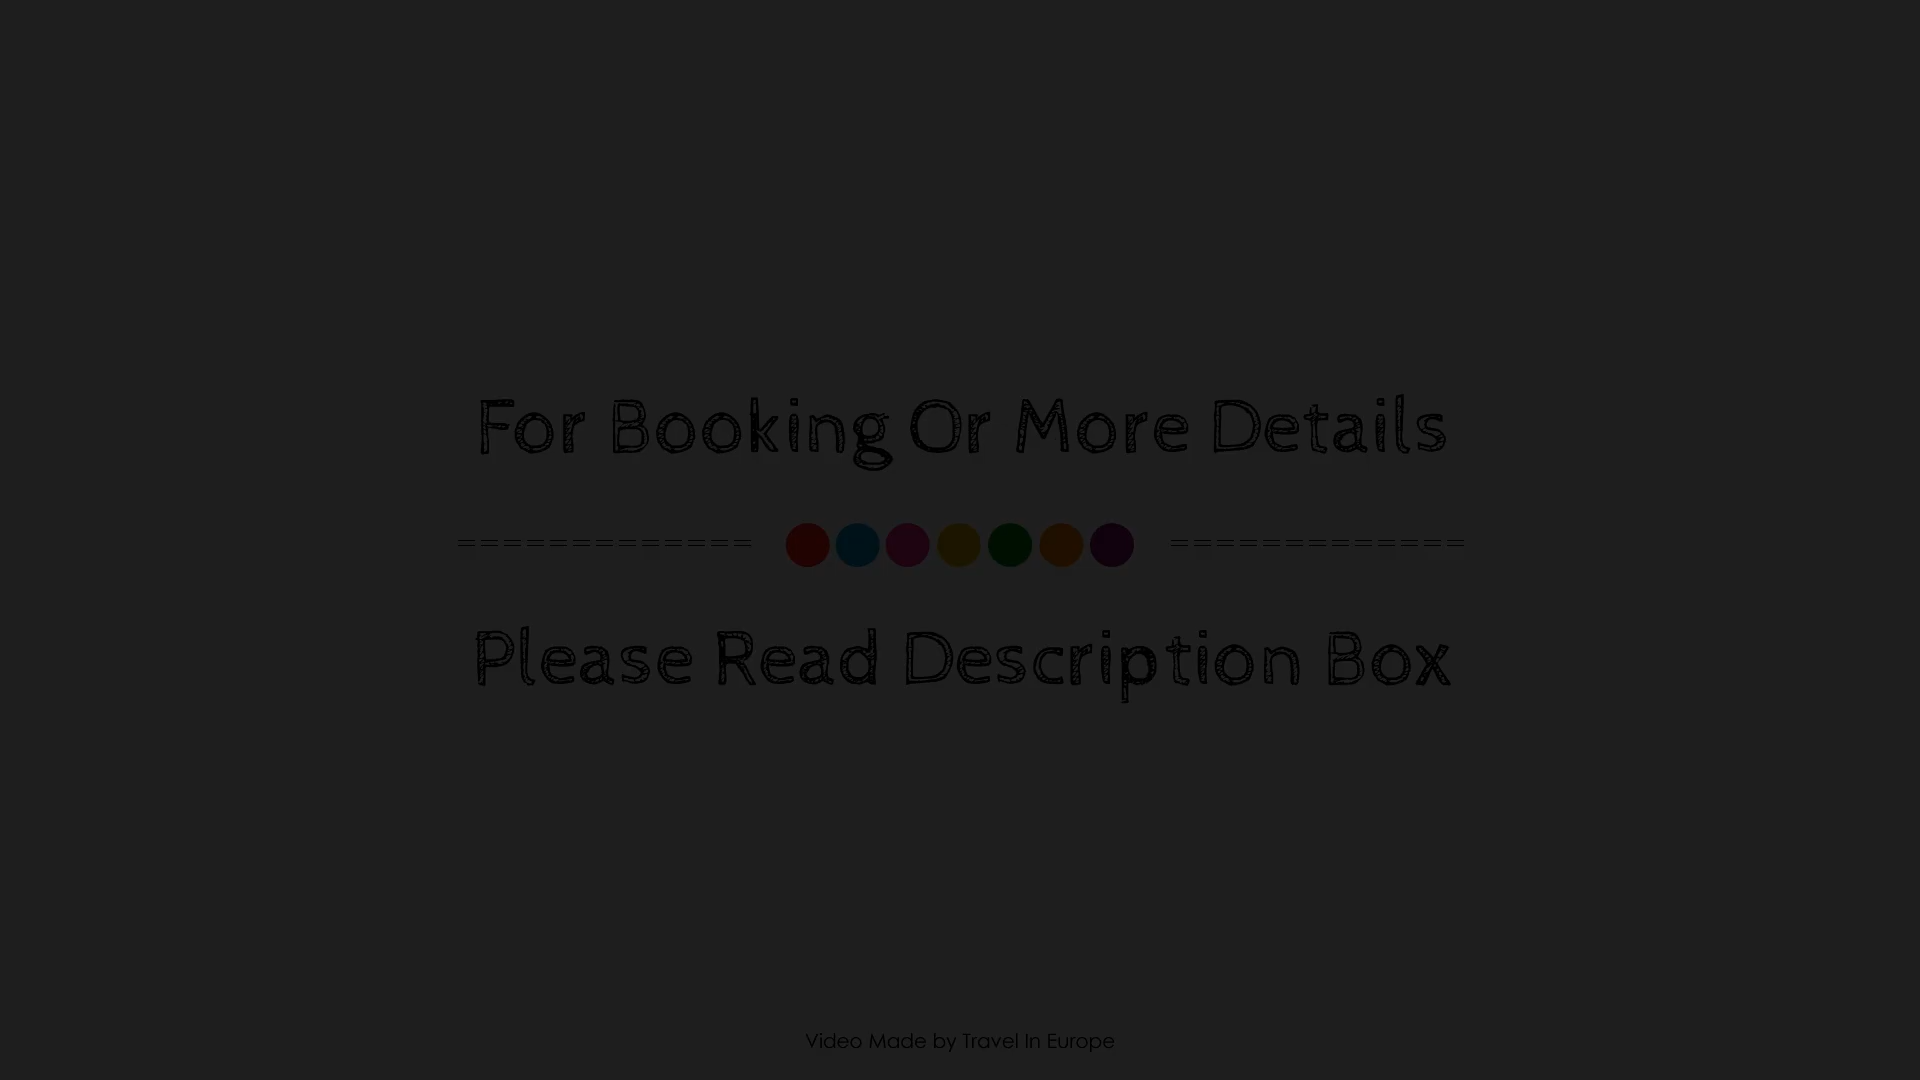 For Booking Or More Details
============= =============
Please Read Description Box
Video Made by Travel In Europe